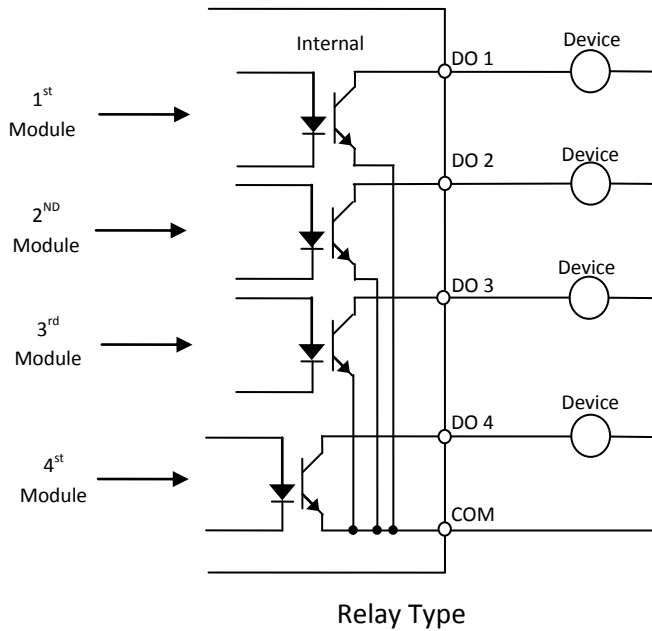 Internal
Device
DO 1
1st
Module
Device
DO 2
2ND
Module
Device
DO 3
3rd
Module
Device
DO 4
4st
Module
COM
Relay Type